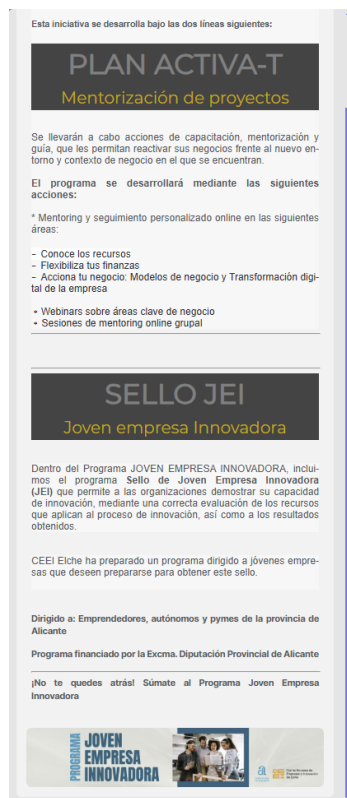 Esta iniciativa se desarrolla bajo las dos líneas siguientes:
PLAN ACTIVA-T
Mentorización de proyectos
Se llevarán a cabo acciones de capacitación, mentorización y
guía, que les permitan reactivar sus negocios frente al nuevo en-
torno y contexto de negocio en el que se encuentran.
El programa se desarrollará mediante las siguientes
acciones:
* Mentoring y seguimiento personalizado online en las siguientes
áreas:
- Conoce los recursos
- Flexibiliza tus finanzas
- Acciona tu negocio: Modelos de negocio y Transformación digi-
tal de la empresa
• Webinars sobre áreas clave de negocio
• Sesiones de mentoring online grupal
SELLO JEI
Joven empresa Innovadora
Dentro del Programa JOVEN EMPRESA INNOVADORA, inclui-
mos el programa Sello de Joven Empresa Innovadora
(JEI) que permite a las organizaciones demostrar su capacidad
de innovación, mediante una correcta evaluación de los recursos
que aplican al proceso de innovación, así como a los resultados
obtenidos.
CEEI Elche ha preparado un programa dirigido a jóvenes empre-
sas que deseen prepararse para obtener este sello.
Dirigido a: Emprendedores, autónomos y pymes de la provincia de
Alicante
Programa financiado por la Excma. Diputación Provincial de Alicante
¡No te quedes atrás! Súmate al Programa Joven Empresa
Innovadora
PROGRAMA
JOVEN
EMPRESA
INNOVADORA